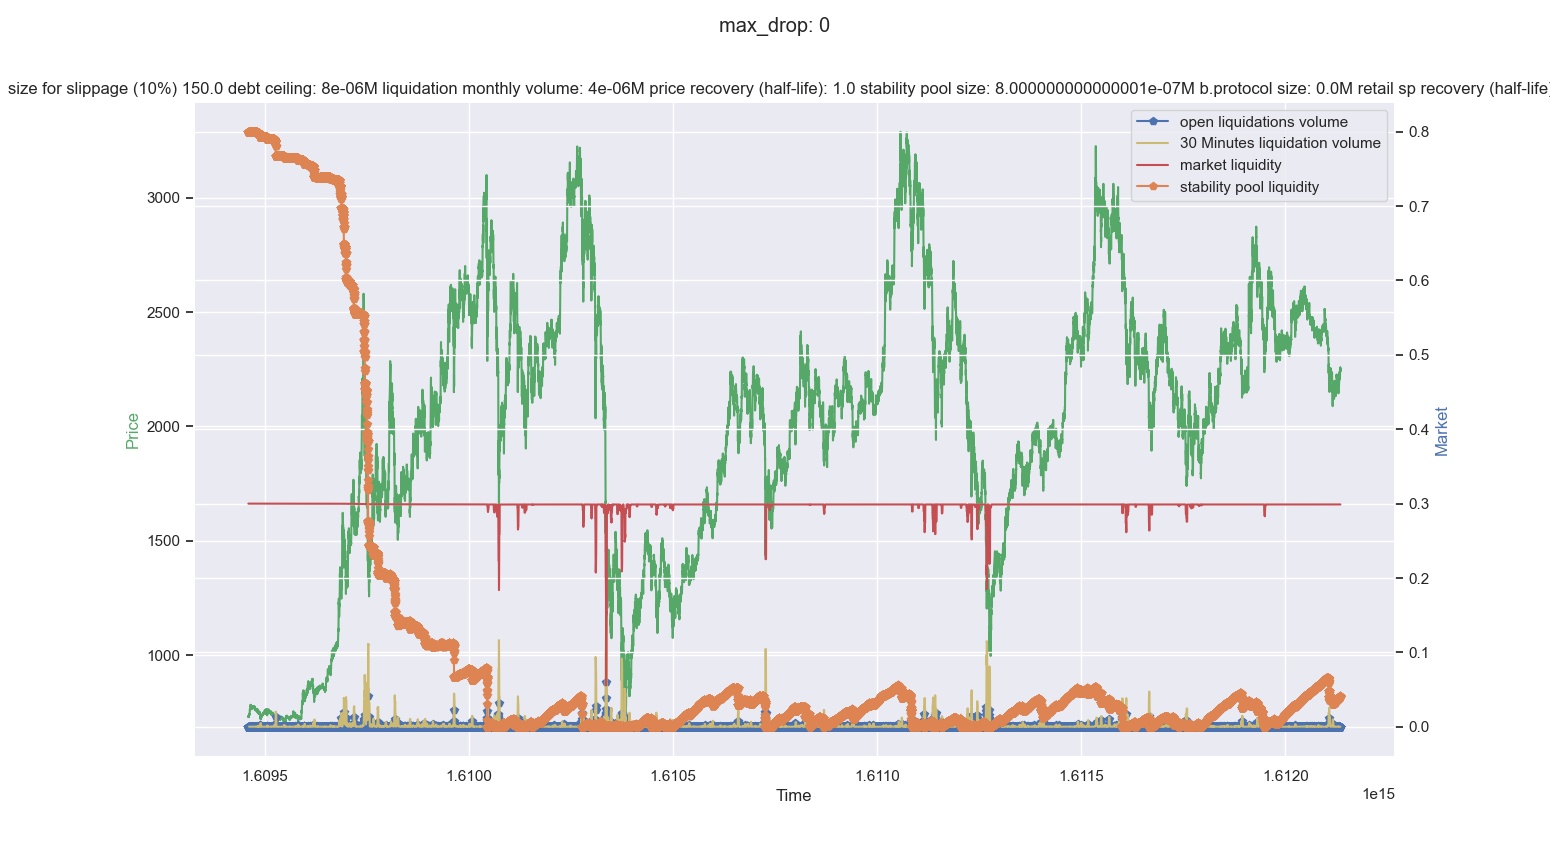 max_drop: 0
size for slippage (10%) 150.0 debt ceiling: 8e-06M liquidation monthly volume: 4e-06M price recovery (half-life): 1.0 stability pool size: 8.000000000000001e-07M b.protocol size: 0.0M retail sp recovery (half-life)
open liquidations volume
30 Minutes liquidation volume
market liquidity
stability pool liquidity
3000
2500
2000
1500
1000
Price
0.8
0.7
0.6
0.5
0.4
0.3
0.2
0.1
0.0
Market
1.6095
1.6100
1.6105
1.6110
1.6115
1.6120
Time
1e15